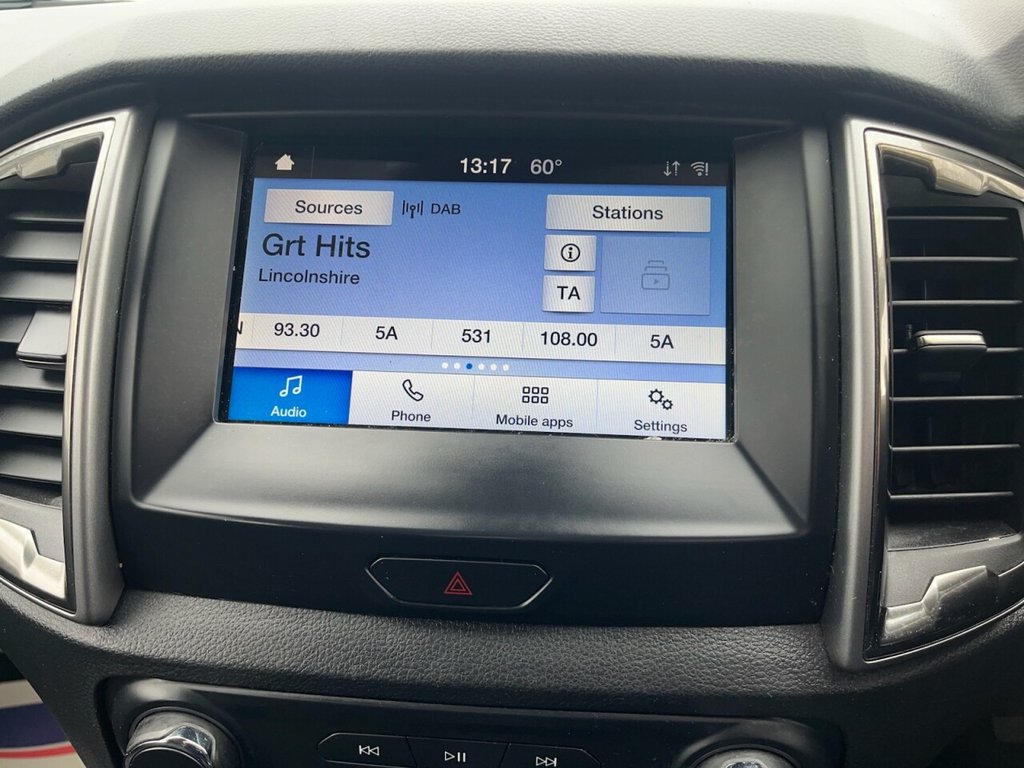 13:17 60°
Sources DAB Stations
Grt Hits
Lincolnshire
TA
93.30 5A 531 108.00 5A
Audio Phone Mobile apps Settings